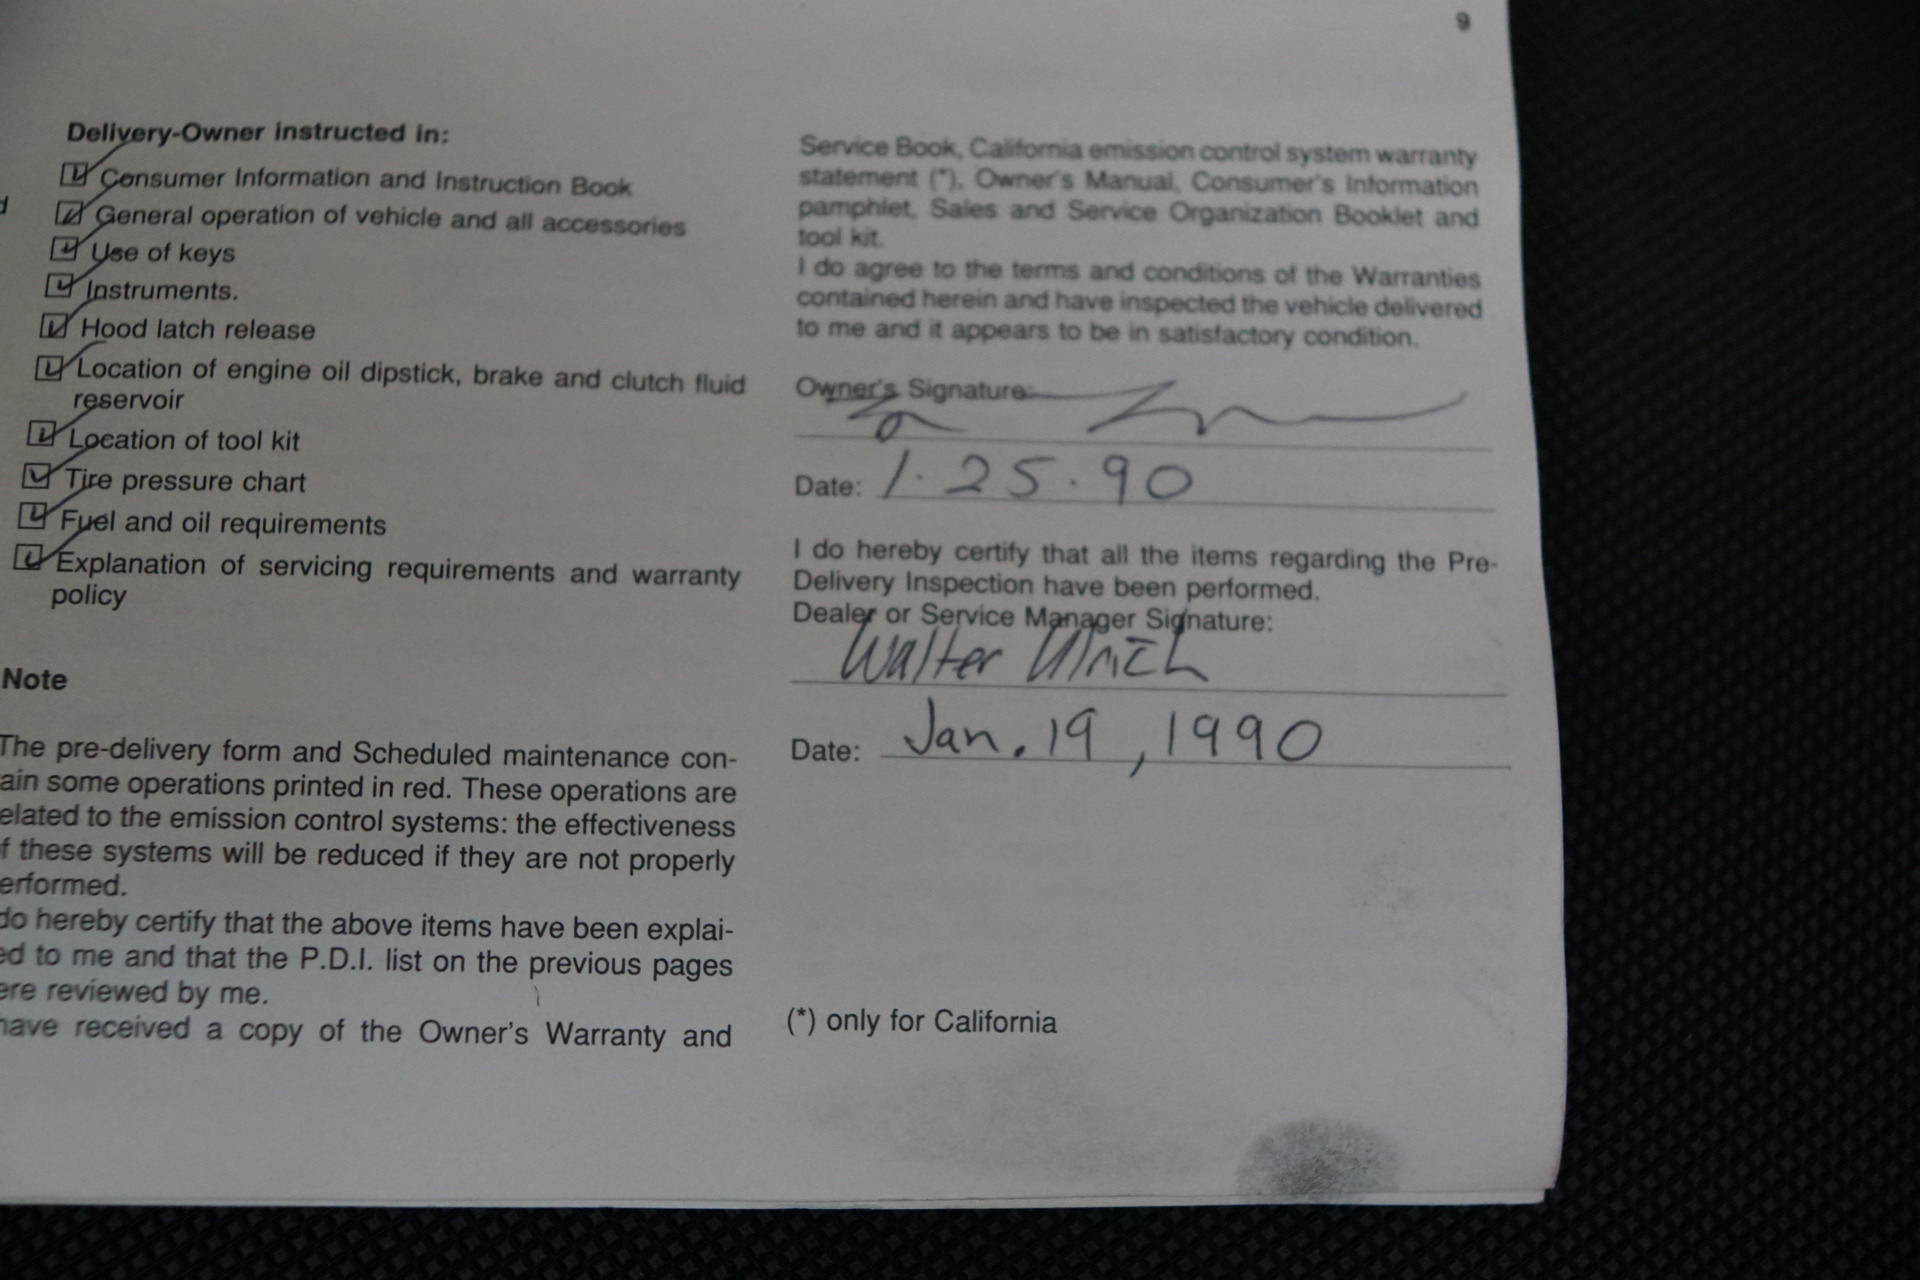 9
Delivery-Owner instructed in:
Consumer Information and Instruction Book
General operation of vehicle and all accessories
Use of keys
Instruments.
Hood latch release
Location of engine oil dipstick, brake and clutch fluid
reservoir
Location of tool kit
Tire pressure chart
Fuel and oil requirements
Explanation of servicing requirements and warranty
policy
Note
The pre-delivery form and Scheduled maintenance con-
ain some operations printed in red. These operations are
elated to the emission control systems: the effectiveness
f these systems will be reduced if they are not properly
erformed.
do hereby certify that the above items have been explai-
ed to me and that the P.D.I. list on the previous pages
ere reviewed by me.
have received a copy of the Owner's Warranty and
Service Book, California emission control system warranty
statement (*), Owner's Manual, Consumer's Information
pamphlet, Sales and Service Organization Booklet and
tool kit.
I do agree to the terms and conditions of the Warranties
contained herein and have inspected the vehicle delivered
to me and it appears to be in satisfactory condition.
Owner's Signature:
Date: 1·25·90
I do hereby certify that all the items regarding the Pre-
Delivery Inspection have been performed.
Dealer or Service Manager Signature:
Walter Ulrich
Date: Jan. 19, 1990
(*) only for California